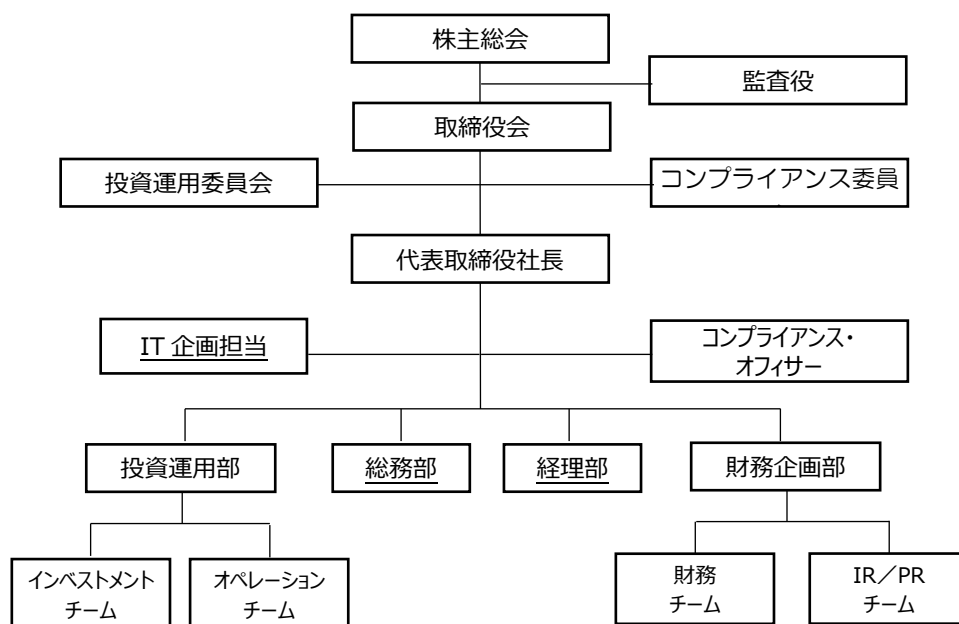 株主総会
監査役
取締役会
投資運用委員会
コンプライアンス委員
代表取締役社長
IT 企画担当
コンプライアンス・
オフィサー
投資運用部
総務部
経理部
財務企画部
インベストメント
チーム
オペレーション
チーム
財務
チーム
IR／PR
チーム